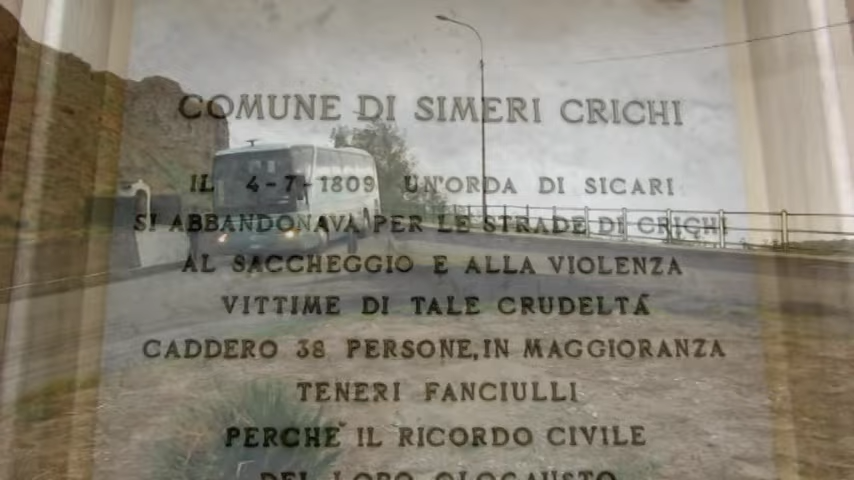 COMUNE DI SIMERI CRICHI
IL 4-7-1809 UN'ORDA DI SICARI
SI ABBANDONAVA PER LE STRADE DI CRICHI
AL SACCHEGGIO E ALLA VIOLENZA
VITTIME DI TALE CRUDELTÁ
CADDERO 38 PERSONE, IN MAGGIORANZA
TENERI FANCIULLI
PERCHE` IL RICORDO CIVILE
DEL LORO OLOCAUSTO